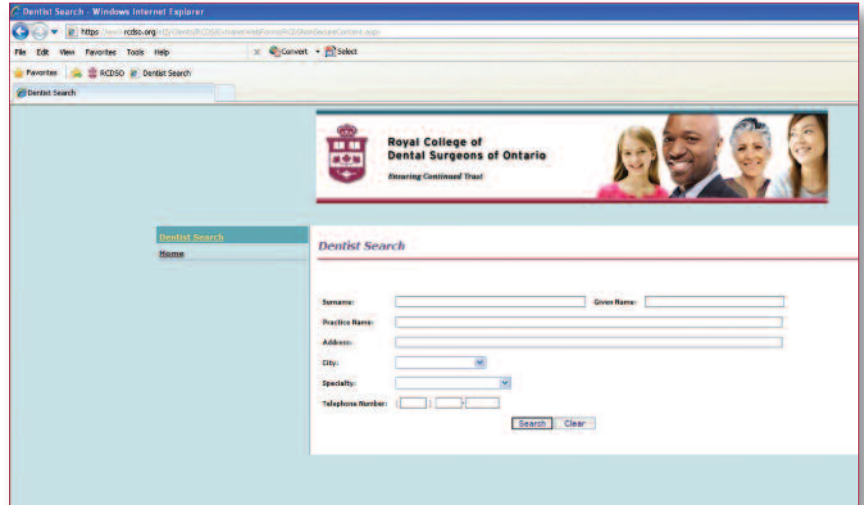 Dentist Search - Windows Internet Explorer
https rcdso.org
File Edit View Favorites Tools Help Convert Select
Favorites RCDSO Dentist Search
Dentist Search
Royal College of
Dental Surgeons of Ontario
Ensuring Continued Trust
Dentist Search
Home
Dentist Search
Surname: Given Name:
Practice Name:
Address:
City:
Specialty:
Telephone Number: ( ) -
Search Clear